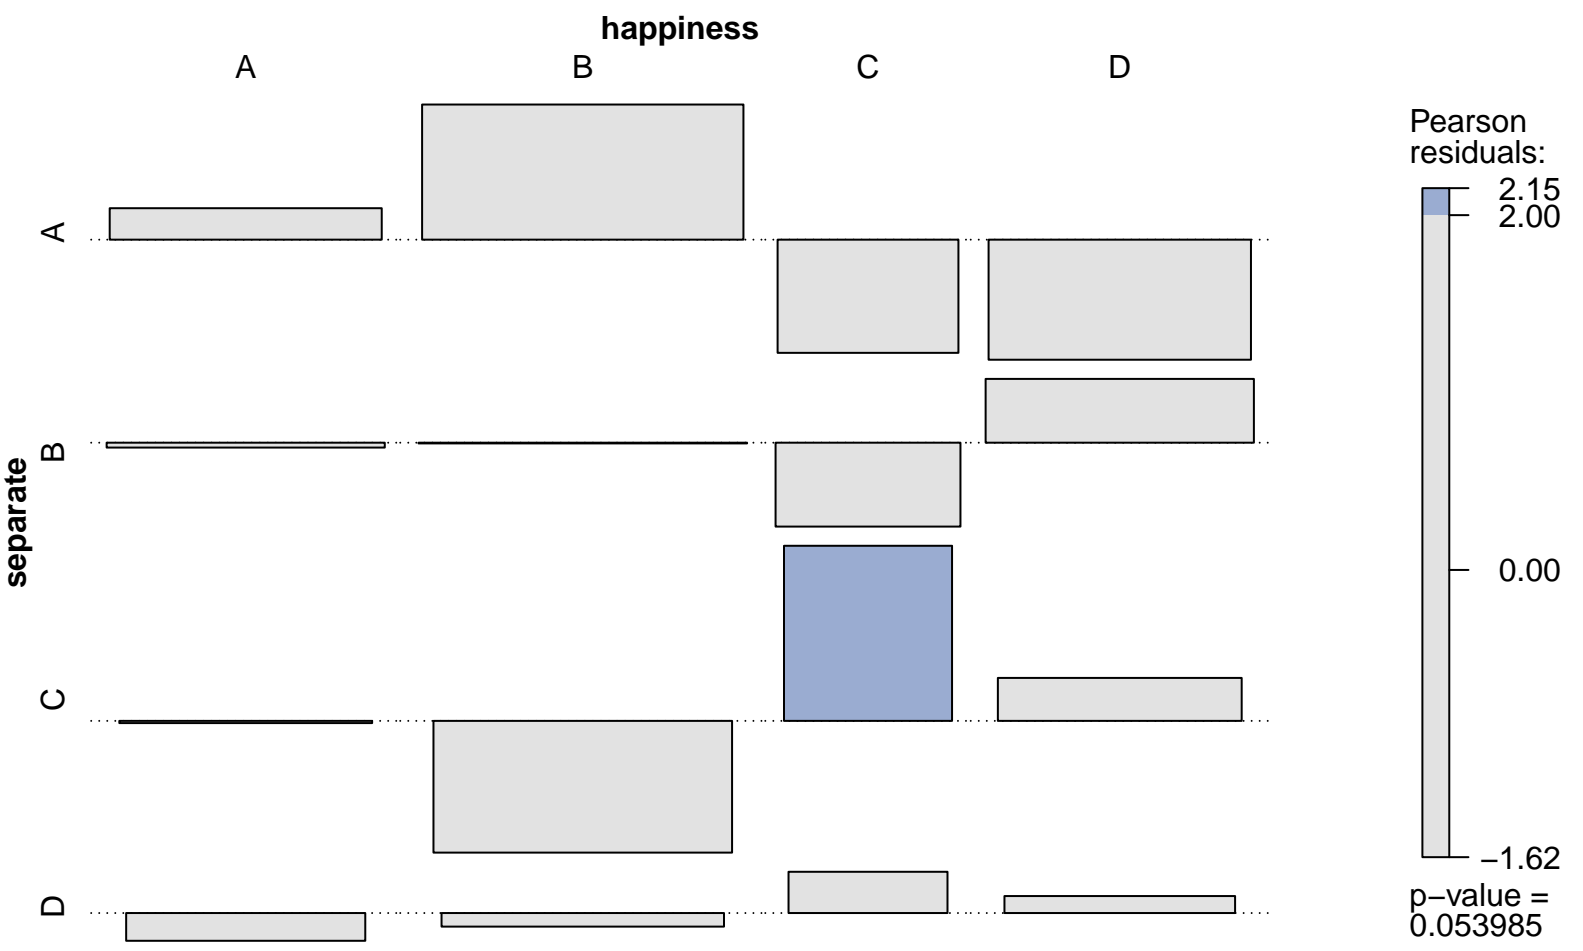 happiness
A B C D
separate
A
B
C
D
Pearson
residuals:
2.15
2.00
0.00
−1.62
p−value =
0.053985